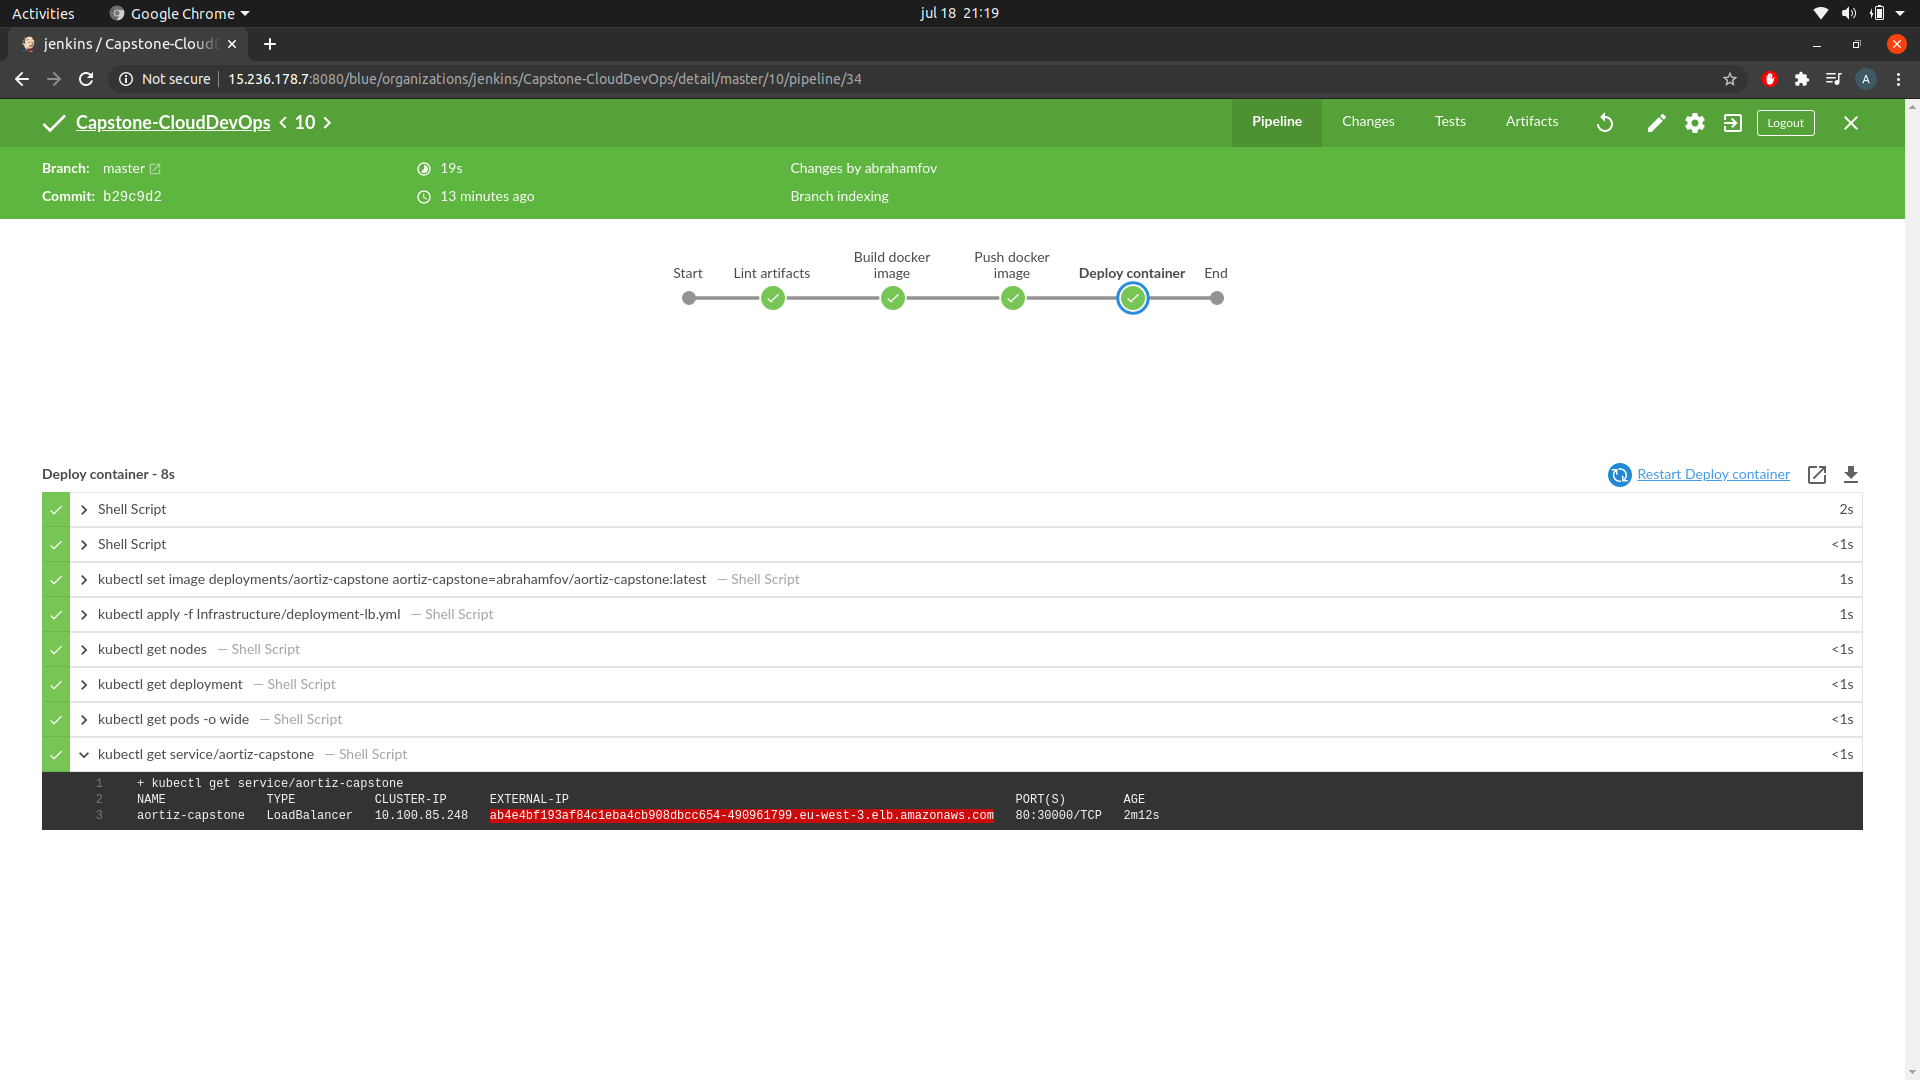 Activities Google Chrome jul 18 21:19
jenkins / Capstone-Cloud
Not secure 15.236.178.7:8080/blue/organizations/jenkins/Capstone-CloudDevOps/detail/master/10/pipeline/34 A
Capstone-CloudDevOps < 10 > Pipeline Changes Tests Artifacts Logout
Branch: master 19s Changes by abrahamfov
Commit: b29c9d2 13 minutes ago Branch indexing
Start Lint artifacts Build docker image Push docker image Deploy container End
Deploy container - 8s Restart Deploy container
Shell Script 2s
Shell Script <1s
kubectl set image deployments/aortiz-capstone aortiz-capstone=abrahamfov/aortiz-capstone:latest — Shell Script 1s
kubectl apply -f Infrastructure/deployment-lb.yml — Shell Script 1s
kubectl get nodes — Shell Script <1s
kubectl get deployment — Shell Script <1s
kubectl get pods -o wide — Shell Script <1s
kubectl get service/aortiz-capstone — Shell Script <1s
1 + kubectl get service/aortiz-capstone
2 NAME TYPE CLUSTER-IP EXTERNAL-IP PORT(S) AGE
3 aortiz-capstone LoadBalancer 10.100.85.248 ab4e4bf193af84c1eba4cb908dbcc654-490961799.eu-west-3.elb.amazonaws.com 80:30000/TCP 2m12s